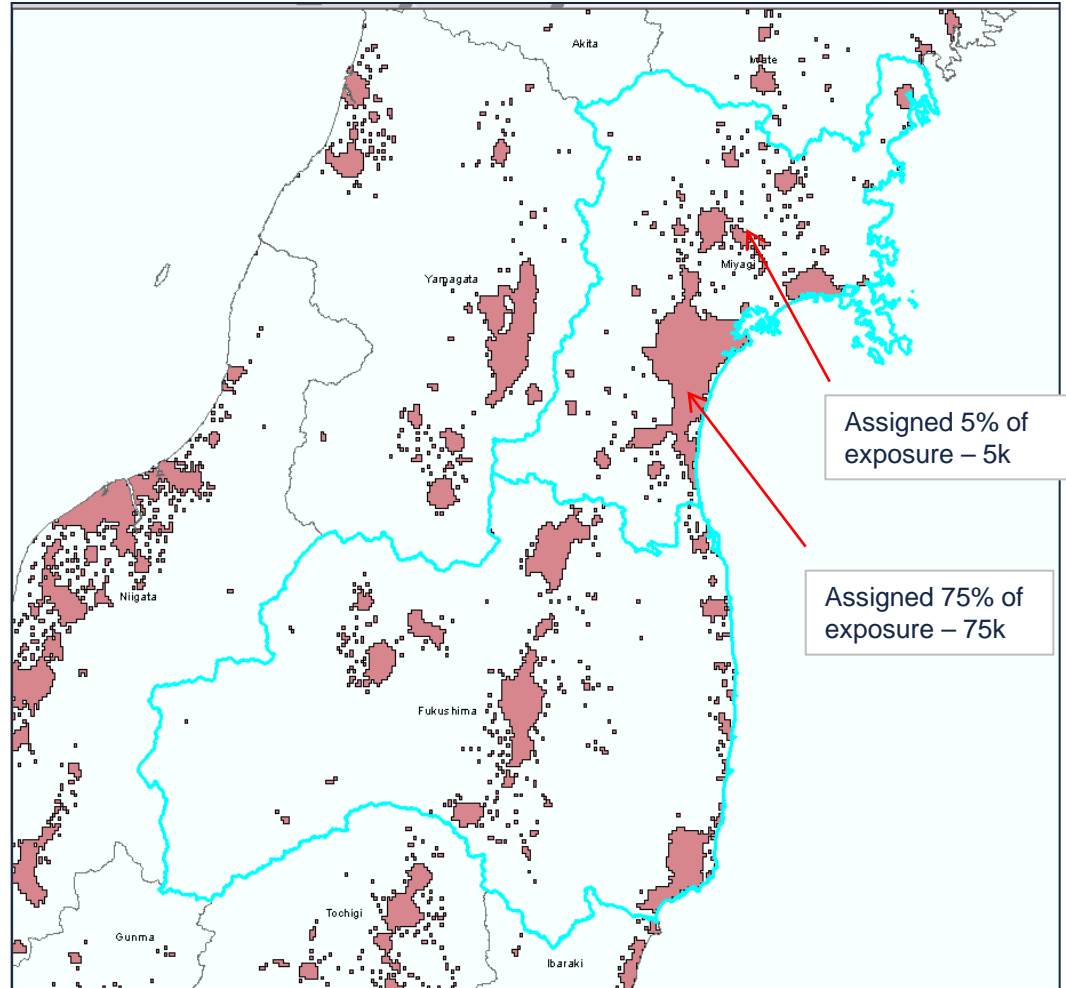 Akita
Iwate
Yamagata
Miyagi
Assigned 5% of
exposure – 5k
Assigned 75% of
exposure – 75k
Niigata
Fukushima
Tochigi
Gunma
Ibaraki